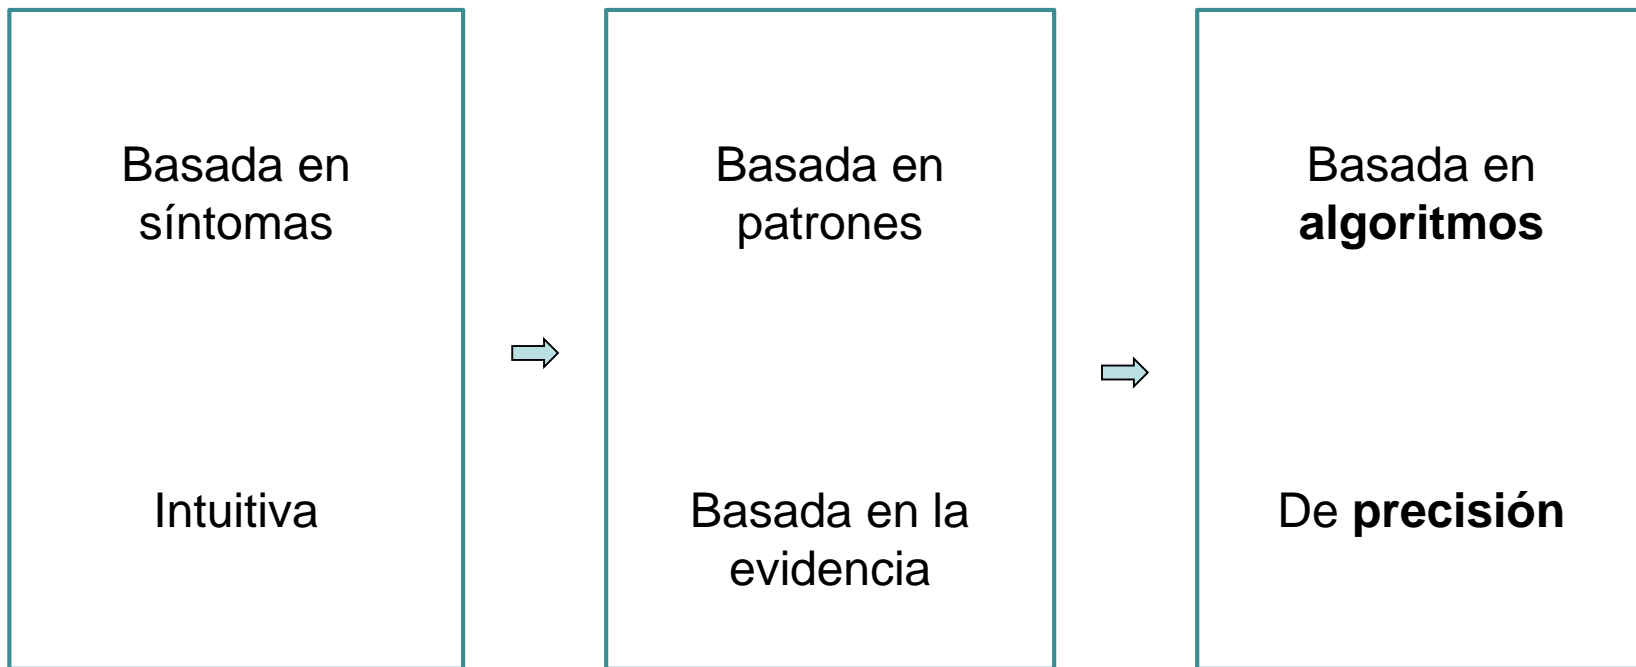 Basada en
síntomas
Intuitiva
Basada en
patrones
Basada en la
evidencia
Basada en
algoritmos
De precisión